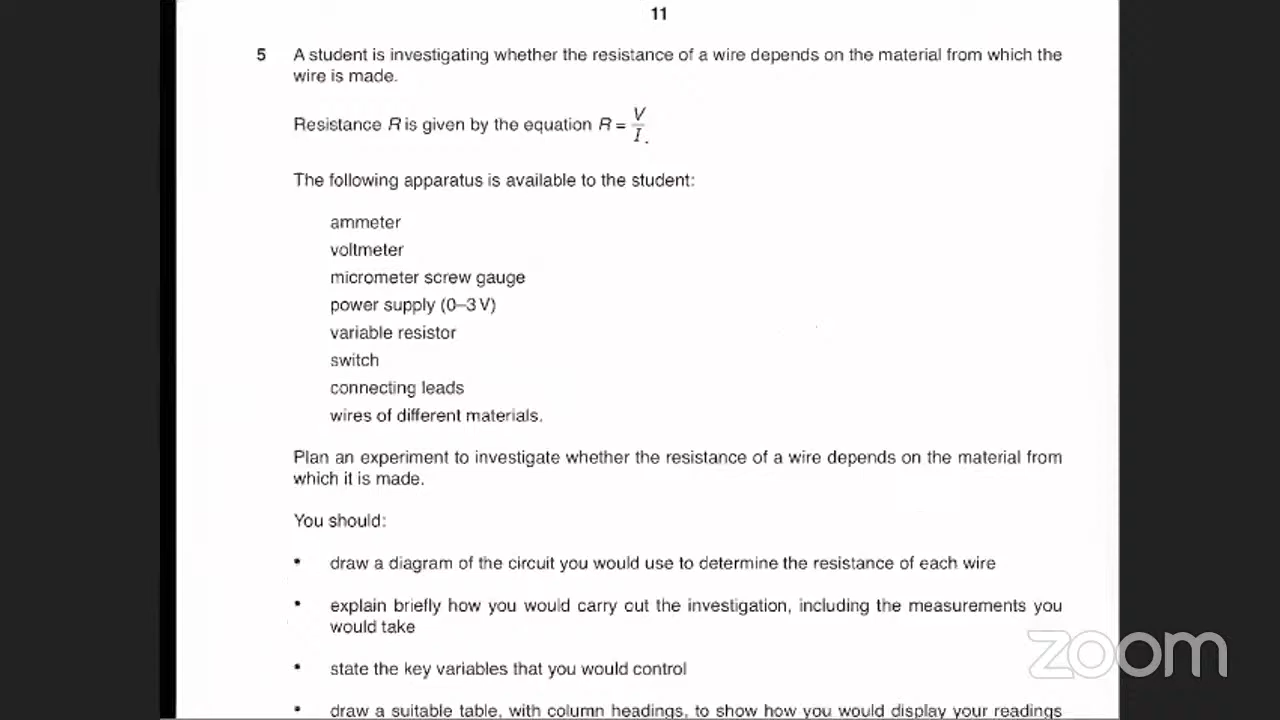 11
5 A student is investigating whether the resistance of a wire depends on the material from which the
wire is made.
Resistance R is given by the equation R = V/I.
The following apparatus is available to the student:
ammeter
voltmeter
micrometer screw gauge
power supply (0–3 V)
variable resistor
switch
connecting leads
wires of different materials.
Plan an experiment to investigate whether the resistance of a wire depends on the material from
which it is made.
You should:
• draw a diagram of the circuit you would use to determine the resistance of each wire
• explain briefly how you would carry cut the investigation, including the measurements you
would take
• state the key variables that you would control
• draw a suitable table, with column headings, to show how you would display your readings
zoom